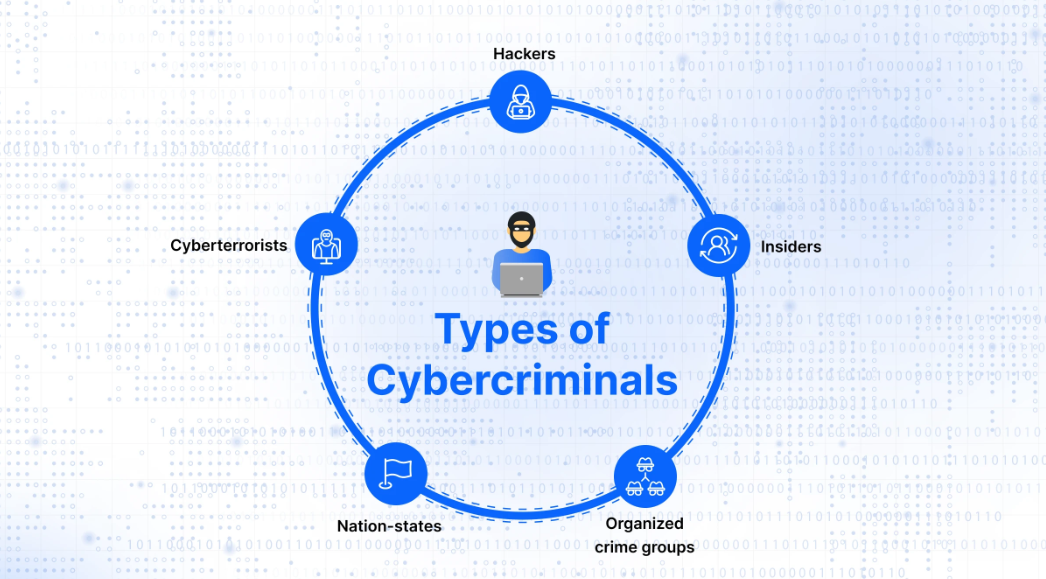 Hackers
Cyberterrorists
Insiders
Types of
Cybercriminals
Nation-states
Organized
crime groups